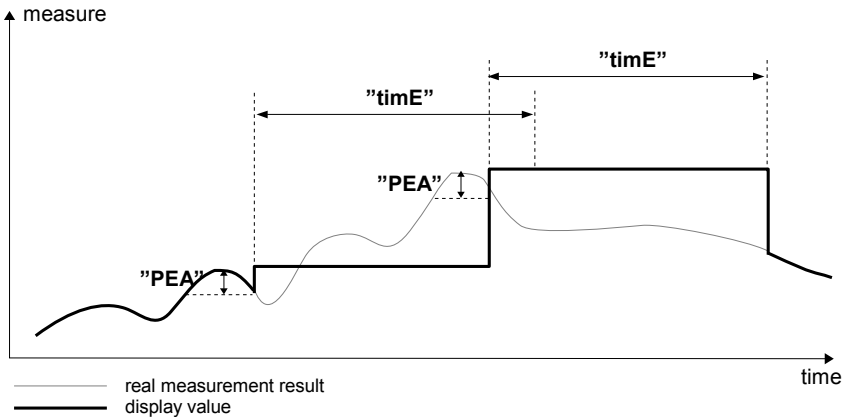 measure
”timE”
”timE”
”PEA”
”PEA”
time
real measurement result
display value